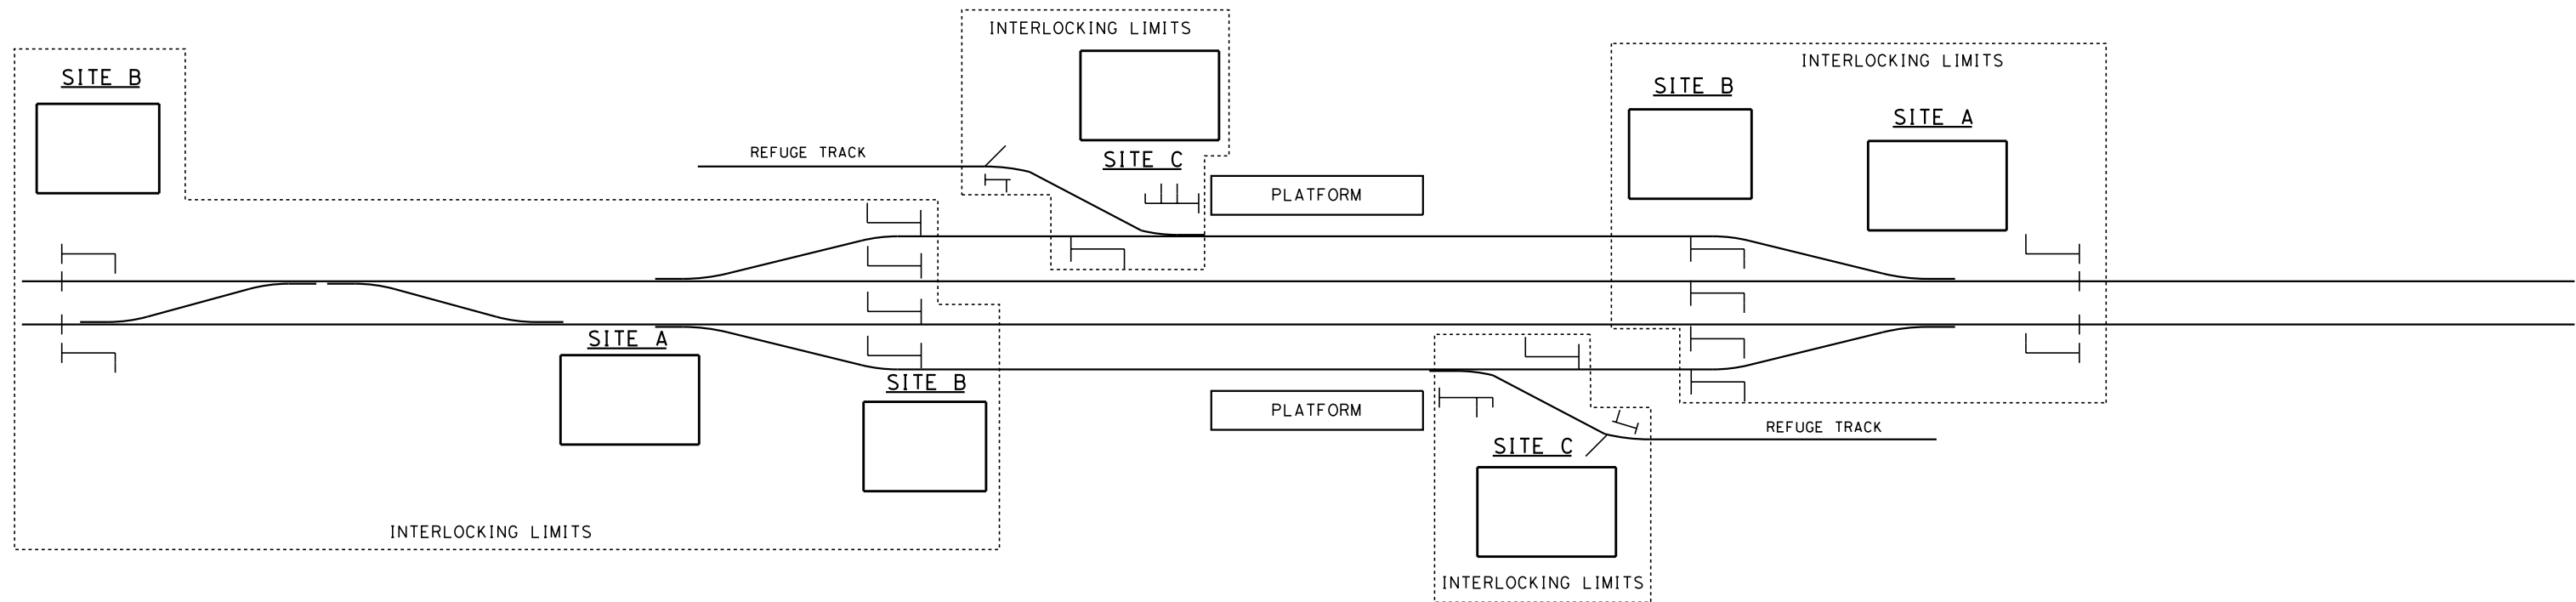 INTERLOCKING LIMITS
INTERLOCKING LIMITS
SITE B
SITE B
SITE A
REFUGE TRACK
SITE C
PLATFORM
SITE A
SITE B
PLATFORM
REFUGE TRACK
SITE C
INTERLOCKING LIMITS
INTERLOCKING LIMITS